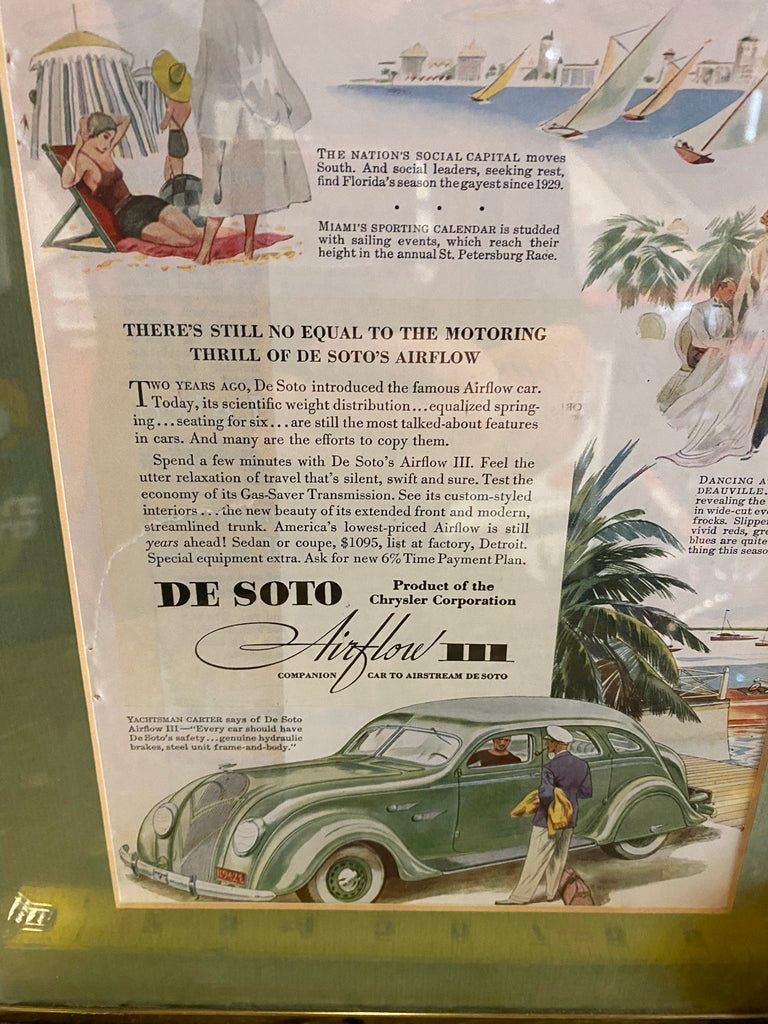 THE NATION'S SOCIAL CAPITAL moves
South. And social leaders, seeking rest,
find Florida's season the gayest since 1929.
MIAMI'S SPORTING CALENDAR is studded
with sailing events, which reach their
height in the annual St. Petersburg Race.
THERE'S STILL NO EQUAL TO THE MOTORING
THRILL OF DE SOTO'S AIRFLOW
TWO YEARS AGO, De Soto introduced the famous Airflow car.
Today, its scientific weight distribution...equalized spring-
ing...seating for six...are still the most talked-about features
in cars. And many are the efforts to copy them.
Spend a few minutes with De Soto's Airflow III. Feel the
utter relaxation of travel that's silent, swift and sure. Test the
economy of its Gas-Saver Transmission. See its custom-styled
interiors...the new beauty of its extended front and modern,
streamlined trunk. America's lowest-priced Airflow is still
years ahead! Sedan or coupe, $1095, list at factory, Detroit.
Special equipment extra. Ask for new 6% Time Payment Plan.
DE SOTO
Product of the
Chrysler Corporation
Airflow III
COMPANION CAR TO AIRSTREAM DE SOTO
DANCING A
DEAUVILLE.
revealing the
in wide-cut eve
frocks. Slipper
vivid reds, gre
blues are quite
thing this seaso
YACHTSMAN CARTER says of De Soto
Airflow III—"Every car should have
De Soto's safety...genuine hydraulic
brakes, steel unit frame-and-body."